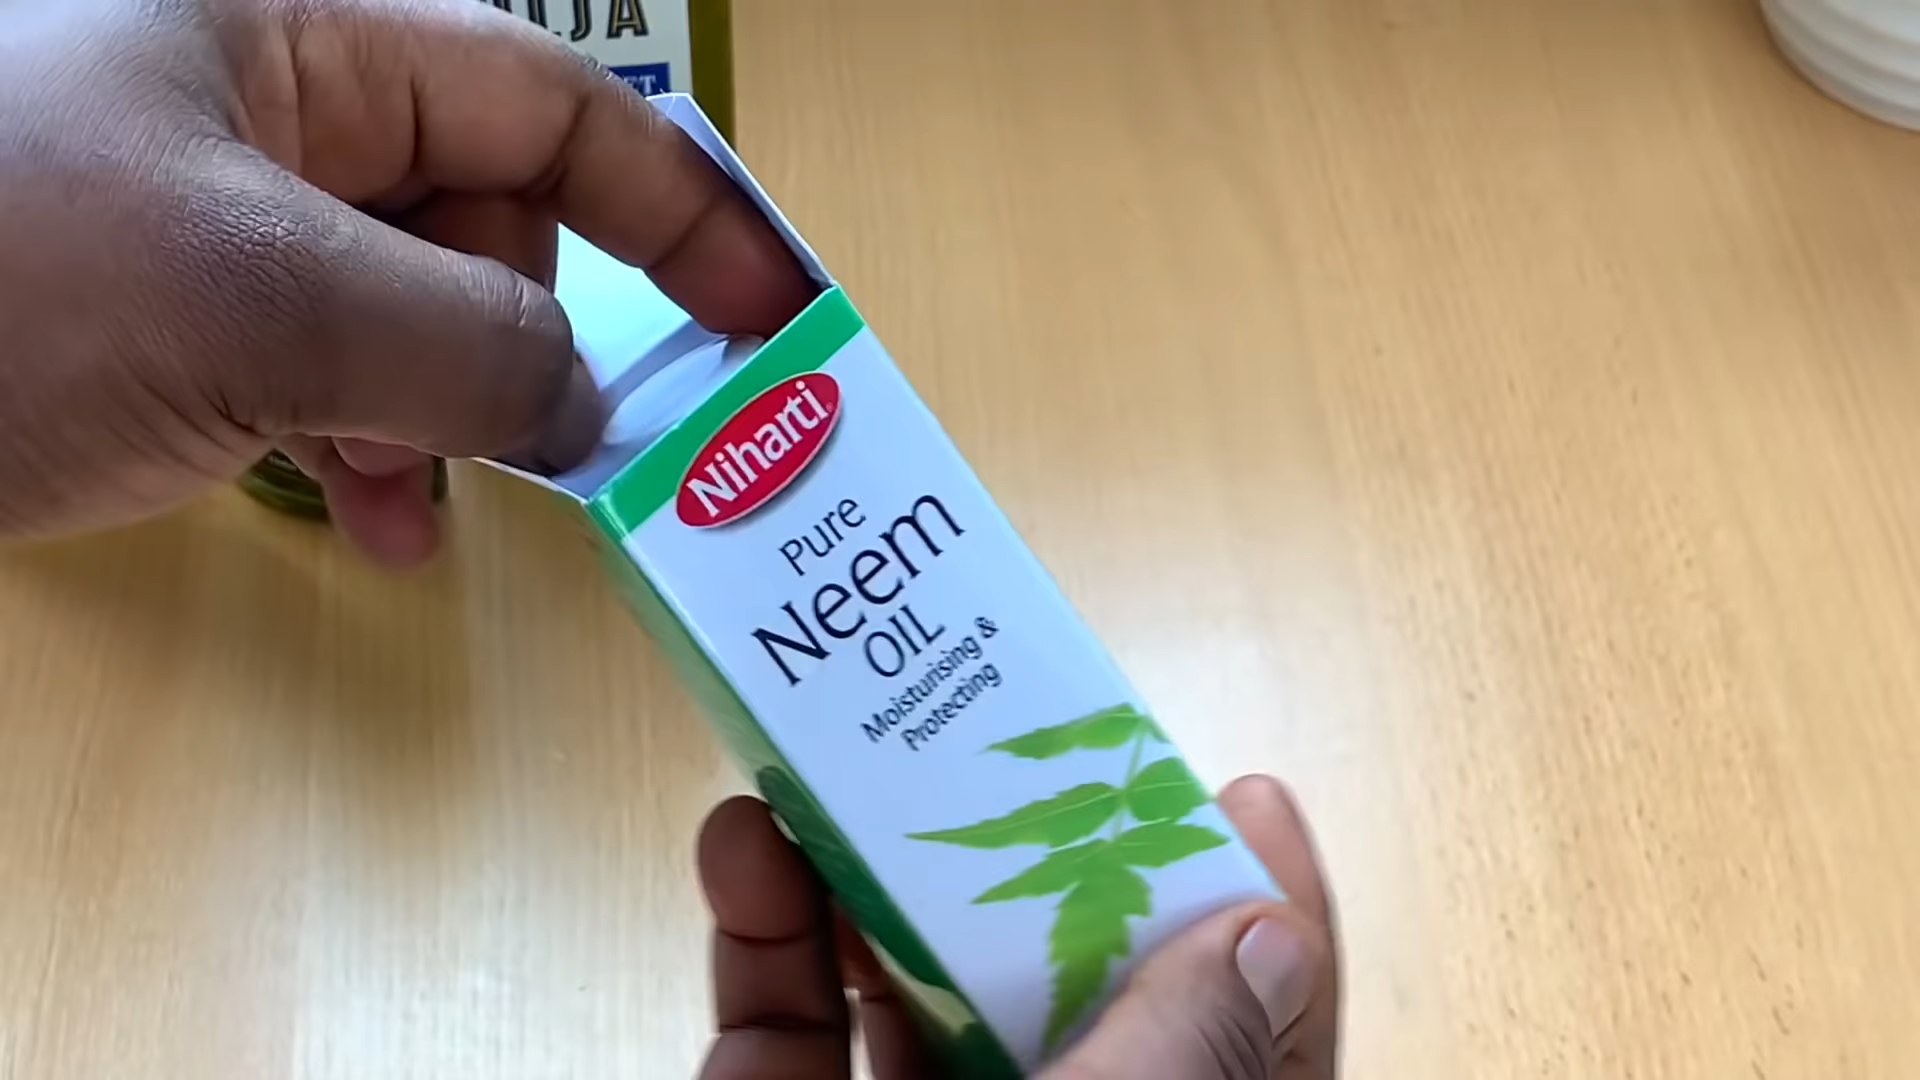 Niharti
Pure
Neem
OIL
Moisturising &
Protecting